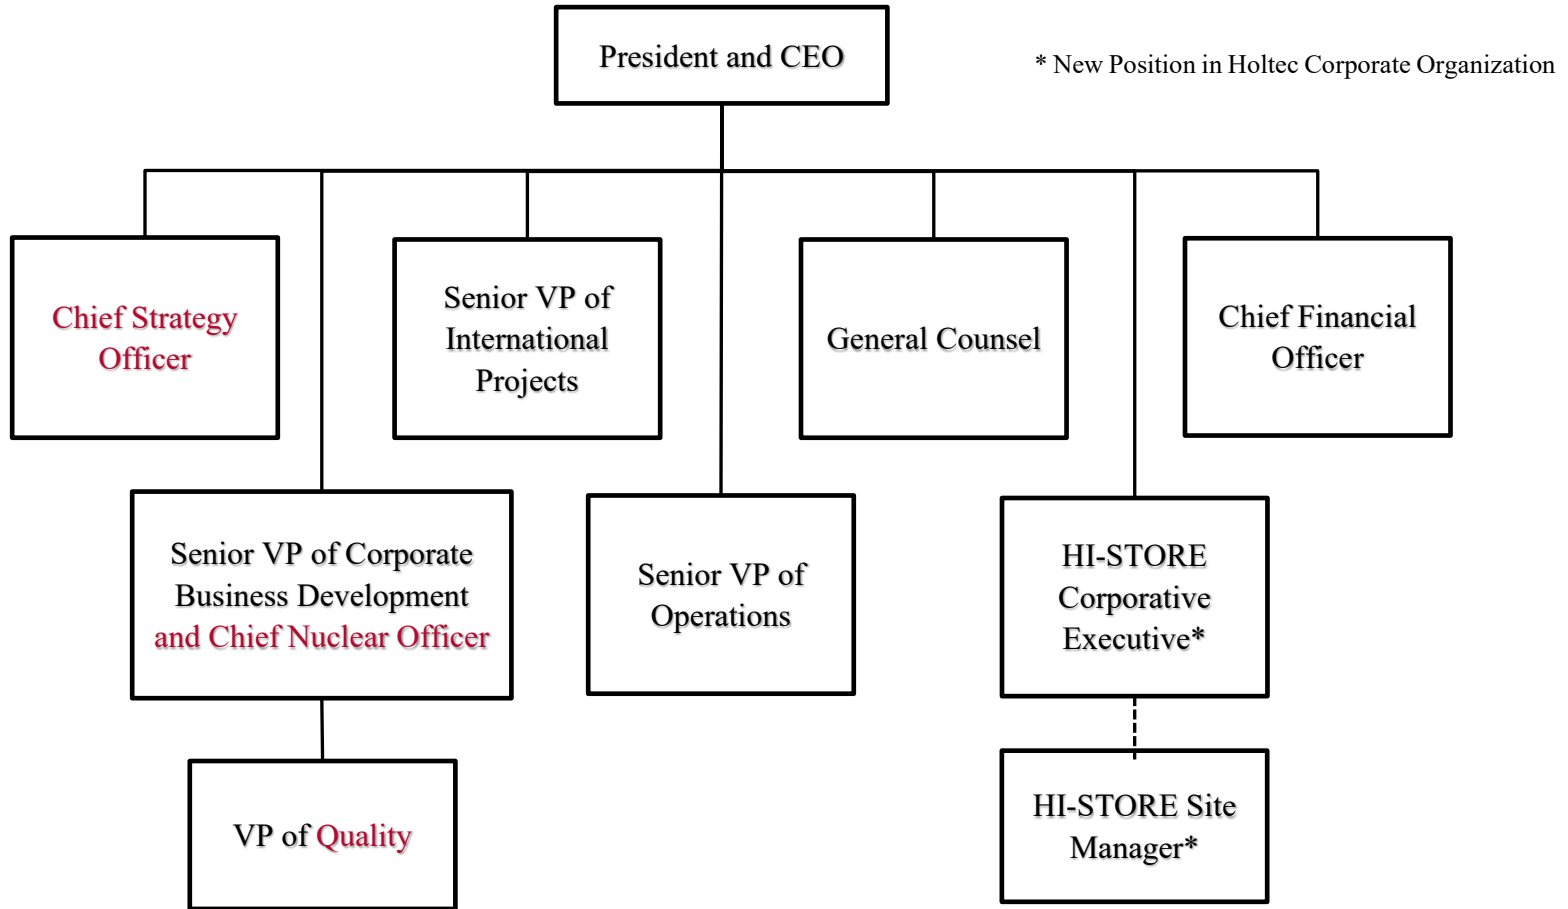 President and CEO
* New Position in Holtec Corporate Organization
Chief Strategy
Officer
Senior VP of
International
Projects
General Counsel
Chief Financial
Officer
Senior VP of Corporate
Business Development
and Chief Nuclear Officer
Senior VP of
Operations
HI-STORE
Corporative
Executive*
VP of Quality
HI-STORE Site
Manager*